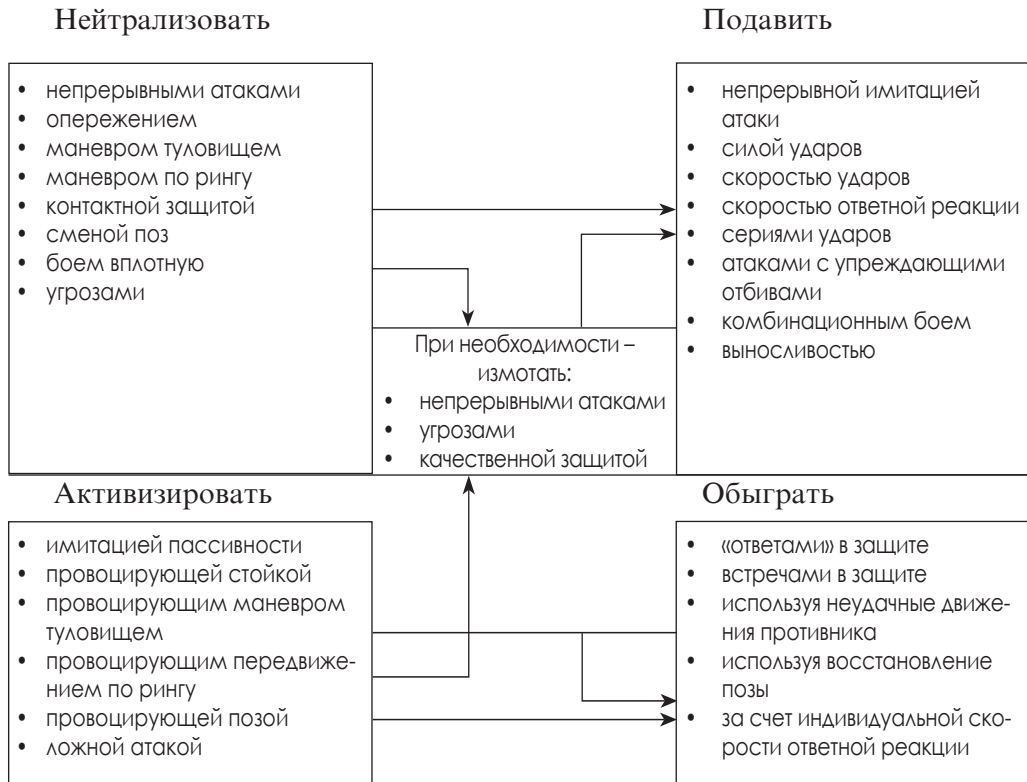 Нейтрализовать
• непрерывными атаками
• опережением
• маневром туловищем
• маневром по рингу
• контактной защитой
• сменой поз
• боем вплотную
• угрозами
Подавить
• непрерывной имитацией
атаки
• силой ударов
• скоростью ударов
• скоростью ответной реакции
• сериями ударов
• атаками с упреждающими
отбивами
• комбинационным боем
• выносливостью
При необходимости –
измотать:
• непрерывными атаками
• угрозами
• качественной защитой
Активизировать
• имитацией пассивности
• провоцирующей стойкой
• провоцирующим маневром
туловищем
• провоцирующим передвиже-
нием по рингу
• провоцирующей позой
• ложной атакой
Обыграть
• «ответами» в защите
• встречами в защите
• используя неудачные движе-
ния противника
• используя восстановление
позы
• за счет индивидуальной ско-
рости ответной реакции